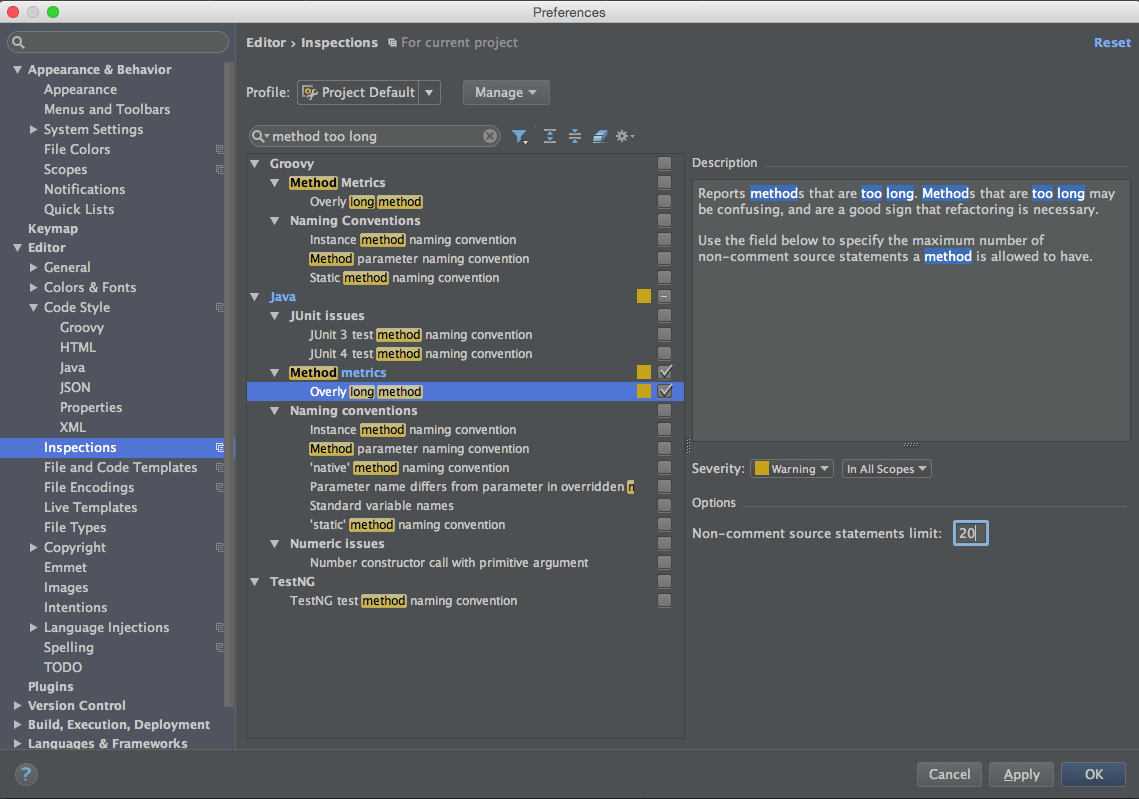 Preferences
Editor › Inspections For current project Reset
Appearance & Behavior
Appearance
Menus and Toolbars
System Settings
File Colors
Scopes
Notifications
Quick Lists
Keymap
Editor
General
Colors & Fonts
Code Style
Groovy
HTML
Java
JSON
Properties
XML
Inspections
File and Code Templates
File Encodings
Live Templates
File Types
Copyright
Emmet
Images
Intentions
Language Injections
Spelling
TODO
Plugins
Version Control
Build, Execution, Deployment
Languages & Frameworks
Profile: Project Default Manage
method too long
Groovy
Method Metrics
Overly long method
Naming Conventions
Instance method naming convention
Method parameter naming convention
Static method naming convention
Java
JUnit issues
JUnit 3 test method naming convention
JUnit 4 test method naming convention
Method metrics
Overly long method
Naming conventions
Instance method naming convention
Method parameter naming convention
'native' method naming convention
Parameter name differs from parameter in overridden
Standard variable names
'static' method naming convention
Numeric issues
Number constructor call with primitive argument
TestNG
TestNG test method naming convention
Description
Reports methods that are too long. Methods that are too long may
be confusing, and are a good sign that refactoring is necessary.
Use the field below to specify the maximum number of
non-comment source statements a method is allowed to have.
Severity: Warning In All Scopes
Options
Non-comment source statements limit: 20
? Cancel Apply OK